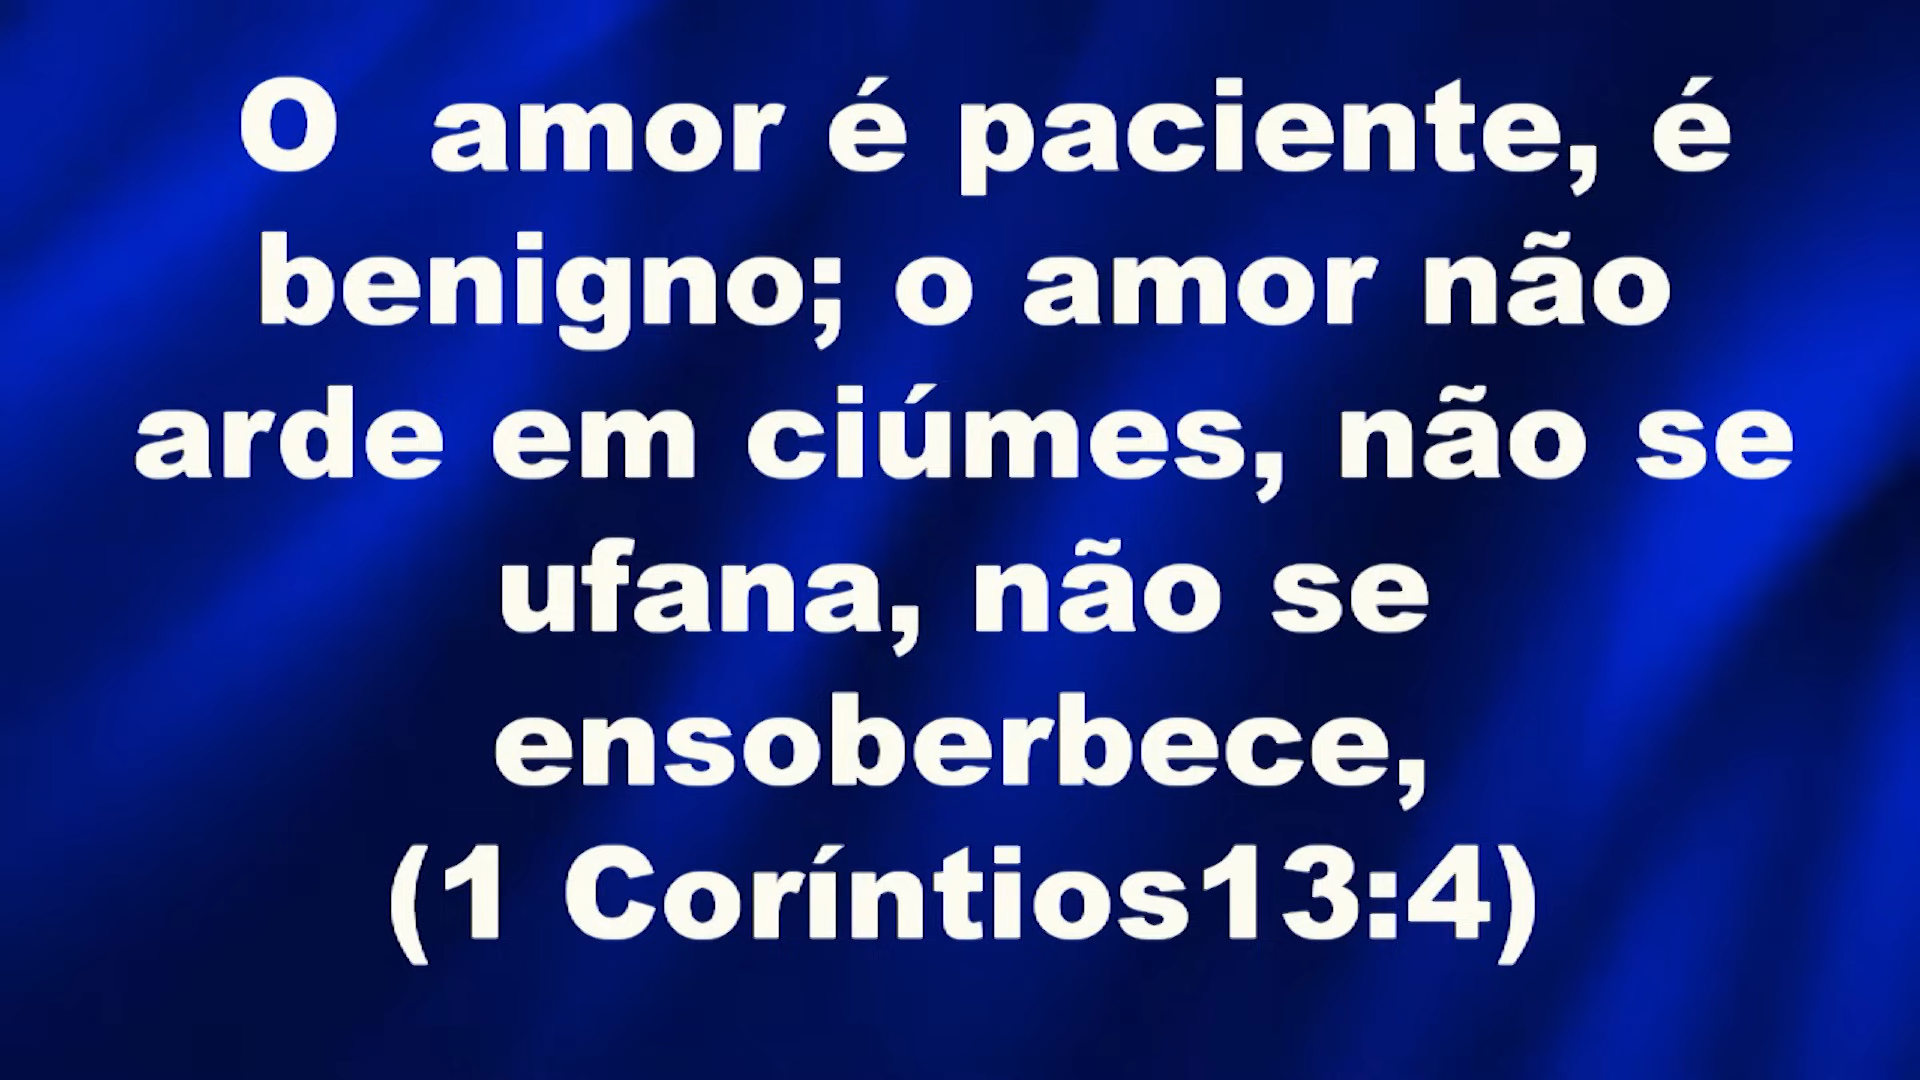 O  amor é paciente, é
benigno; o amor não
arde em ciúmes, não se
ufana, não se
ensoberbece,
(1 Coríntios13:4)